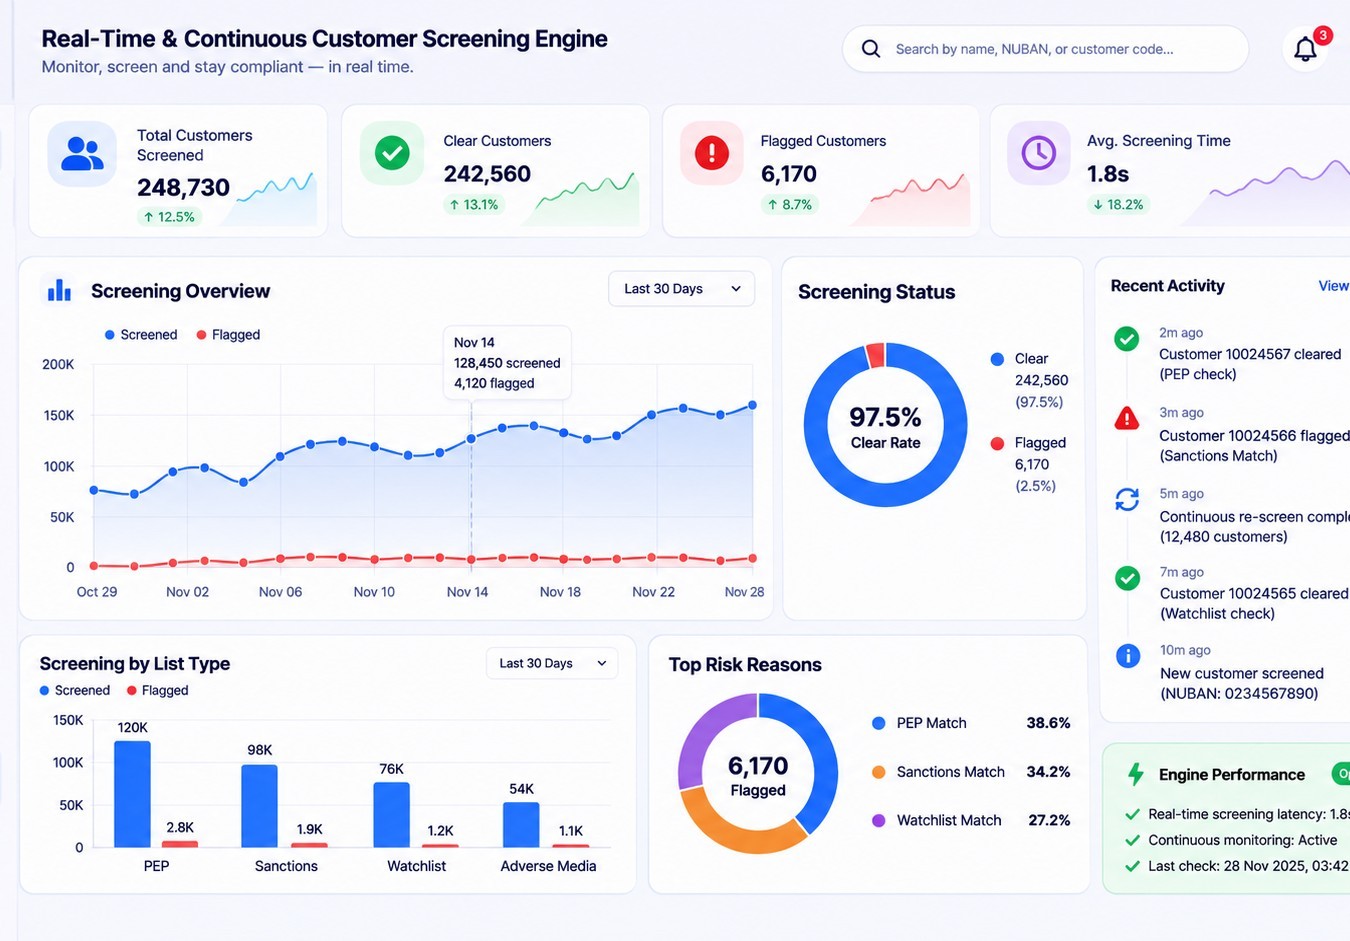 Real-Time & Continuous Customer Screening Engine
Monitor, screen and stay compliant — in real time.
Search by name, NUBAN, or customer code...
3
Total Customers
Screened
248,730
↑ 12.5%
Clear Customers
242,560
↑ 13.1%
Flagged Customers
6,170
↑ 8.7%
Avg. Screening Time
1.8s
↓ 18.2%
Screening Overview
Last 30 Days
Screened
Flagged
Nov 14
128,450 screened
4,120 flagged
200K
150K
100K
50K
0
Oct 29
Nov 02
Nov 06
Nov 10
Nov 14
Nov 18
Nov 22
Nov 28
Screening Status
97.5%
Clear Rate
Clear
242,560
(97.5%)
Flagged
6,170
(2.5%)
Recent Activity
View
2m ago
Customer 10024567 cleared
(PEP check)
3m ago
Customer 10024566 flagged
(Sanctions Match)
5m ago
Continuous re-screen comple
(12,480 customers)
7m ago
Customer 10024565 cleared
(Watchlist check)
10m ago
New customer screened
(NUBAN: 0234567890)
Screening by List Type
Last 30 Days
Screened
Flagged
150K
100K
50K
0
120K
2.8K
98K
1.9K
76K
1.2K
54K
1.1K
PEP
Sanctions
Watchlist
Adverse Media
Top Risk Reasons
6,170
Flagged
PEP Match
38.6%
Sanctions Match
34.2%
Watchlist Match
27.2%
Engine Performance
Op
Real-time screening latency: 1.8s
Continuous monitoring: Active
Last check: 28 Nov 2025, 03:42